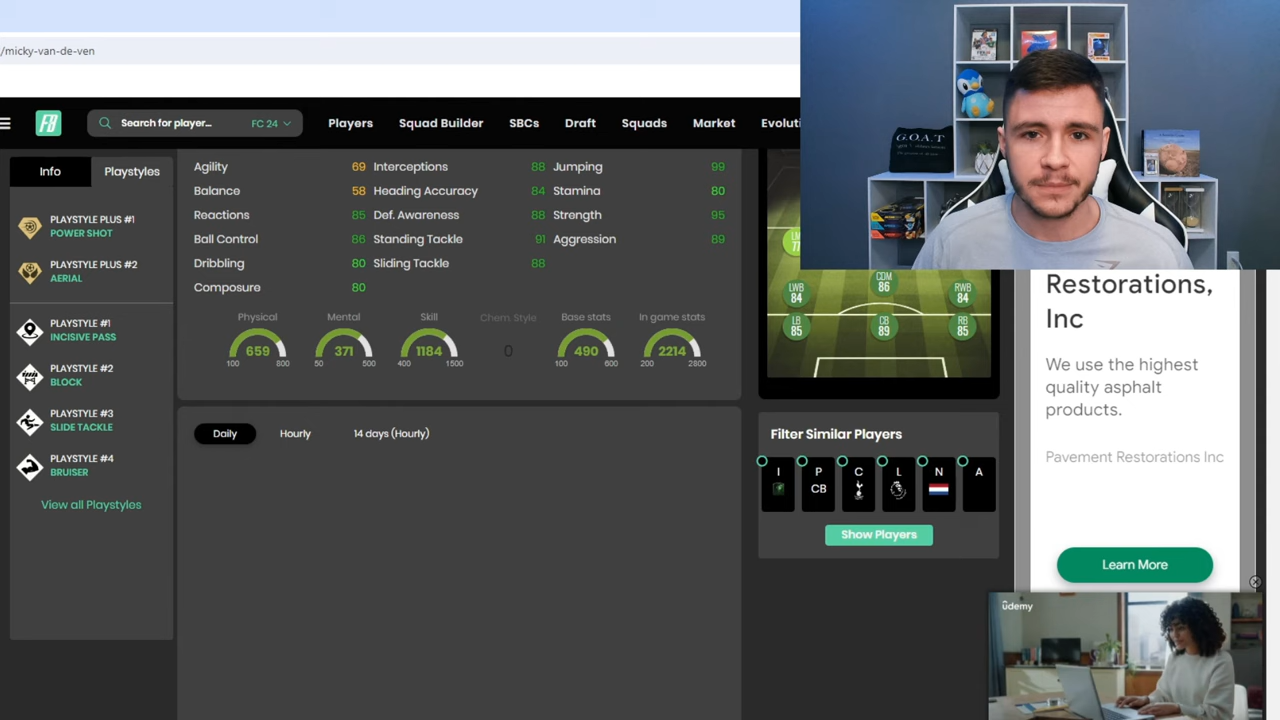 /micky-van-de-ven
FB
Search for player... FC 24
Players
Squad Builder
SBCs
Draft
Squads
Market
Evoluti
Info
Playstyles
PLAYSTYLE PLUS #1
POWER SHOT
PLAYSTYLE PLUS #2
AERIAL
PLAYSTYLE #1
INCISIVE PASS
PLAYSTYLE #2
BLOCK
PLAYSTYLE #3
SLIDE TACKLE
PLAYSTYLE #4
BRUISER
View all Playstyles
Agility 69 Interceptions 88 Jumping 99
Balance 58 Heading Accuracy 84 Stamina 80
Reactions 85 Def. Awareness 88 Strength 95
Ball Control 86 Standing Tackle 91 Aggression 89
Dribbling 80 Sliding Tackle 88
Composure 80
Physical Mental Skill Chem. Style Base stats In game stats
659 371 1184 0 490 2214
100 800 50 500 400 1500 100 600 200 2800
Daily Hourly 14 days (Hourly)
G.O.A.T
LM
77
CDM
86
LWB
84
RWB
84
LB
85
CB
89
RB
85
Filter Similar Players
I P C L N A
CB
Show Players
Restorations,
Inc
We use the highest
quality asphalt
products.
Pavement Restorations Inc
Learn More
udemy